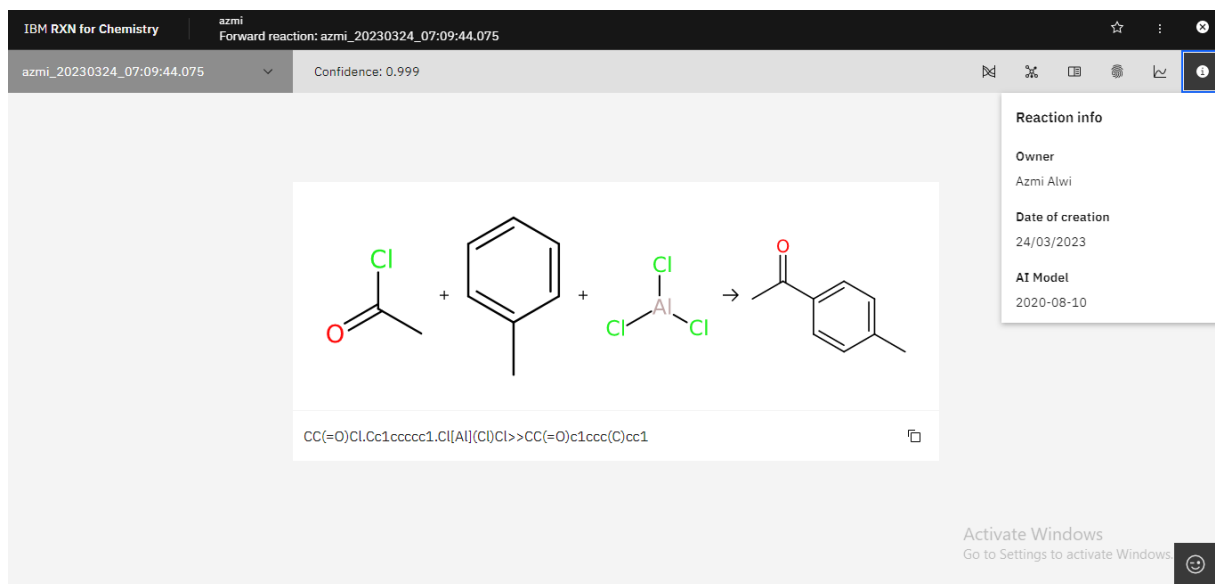 IBM RXN for Chemistry
azmi
Forward reaction: azmi_20230324_07:09:44.075
azmi_20230324_07:09:44.075
Confidence: 0.999
Reaction info
Owner
Azmi Alwi
Date of creation
24/03/2023
AI Model
2020-08-10
Cl
O
+
+
Cl
Al
Cl
Cl
→
O
CC(=O)Cl.Cc1ccccc1.Cl[Al](Cl)Cl>>CC(=O)c1ccc(C)cc1
Activate Windows
Go to Settings to activate Windows.